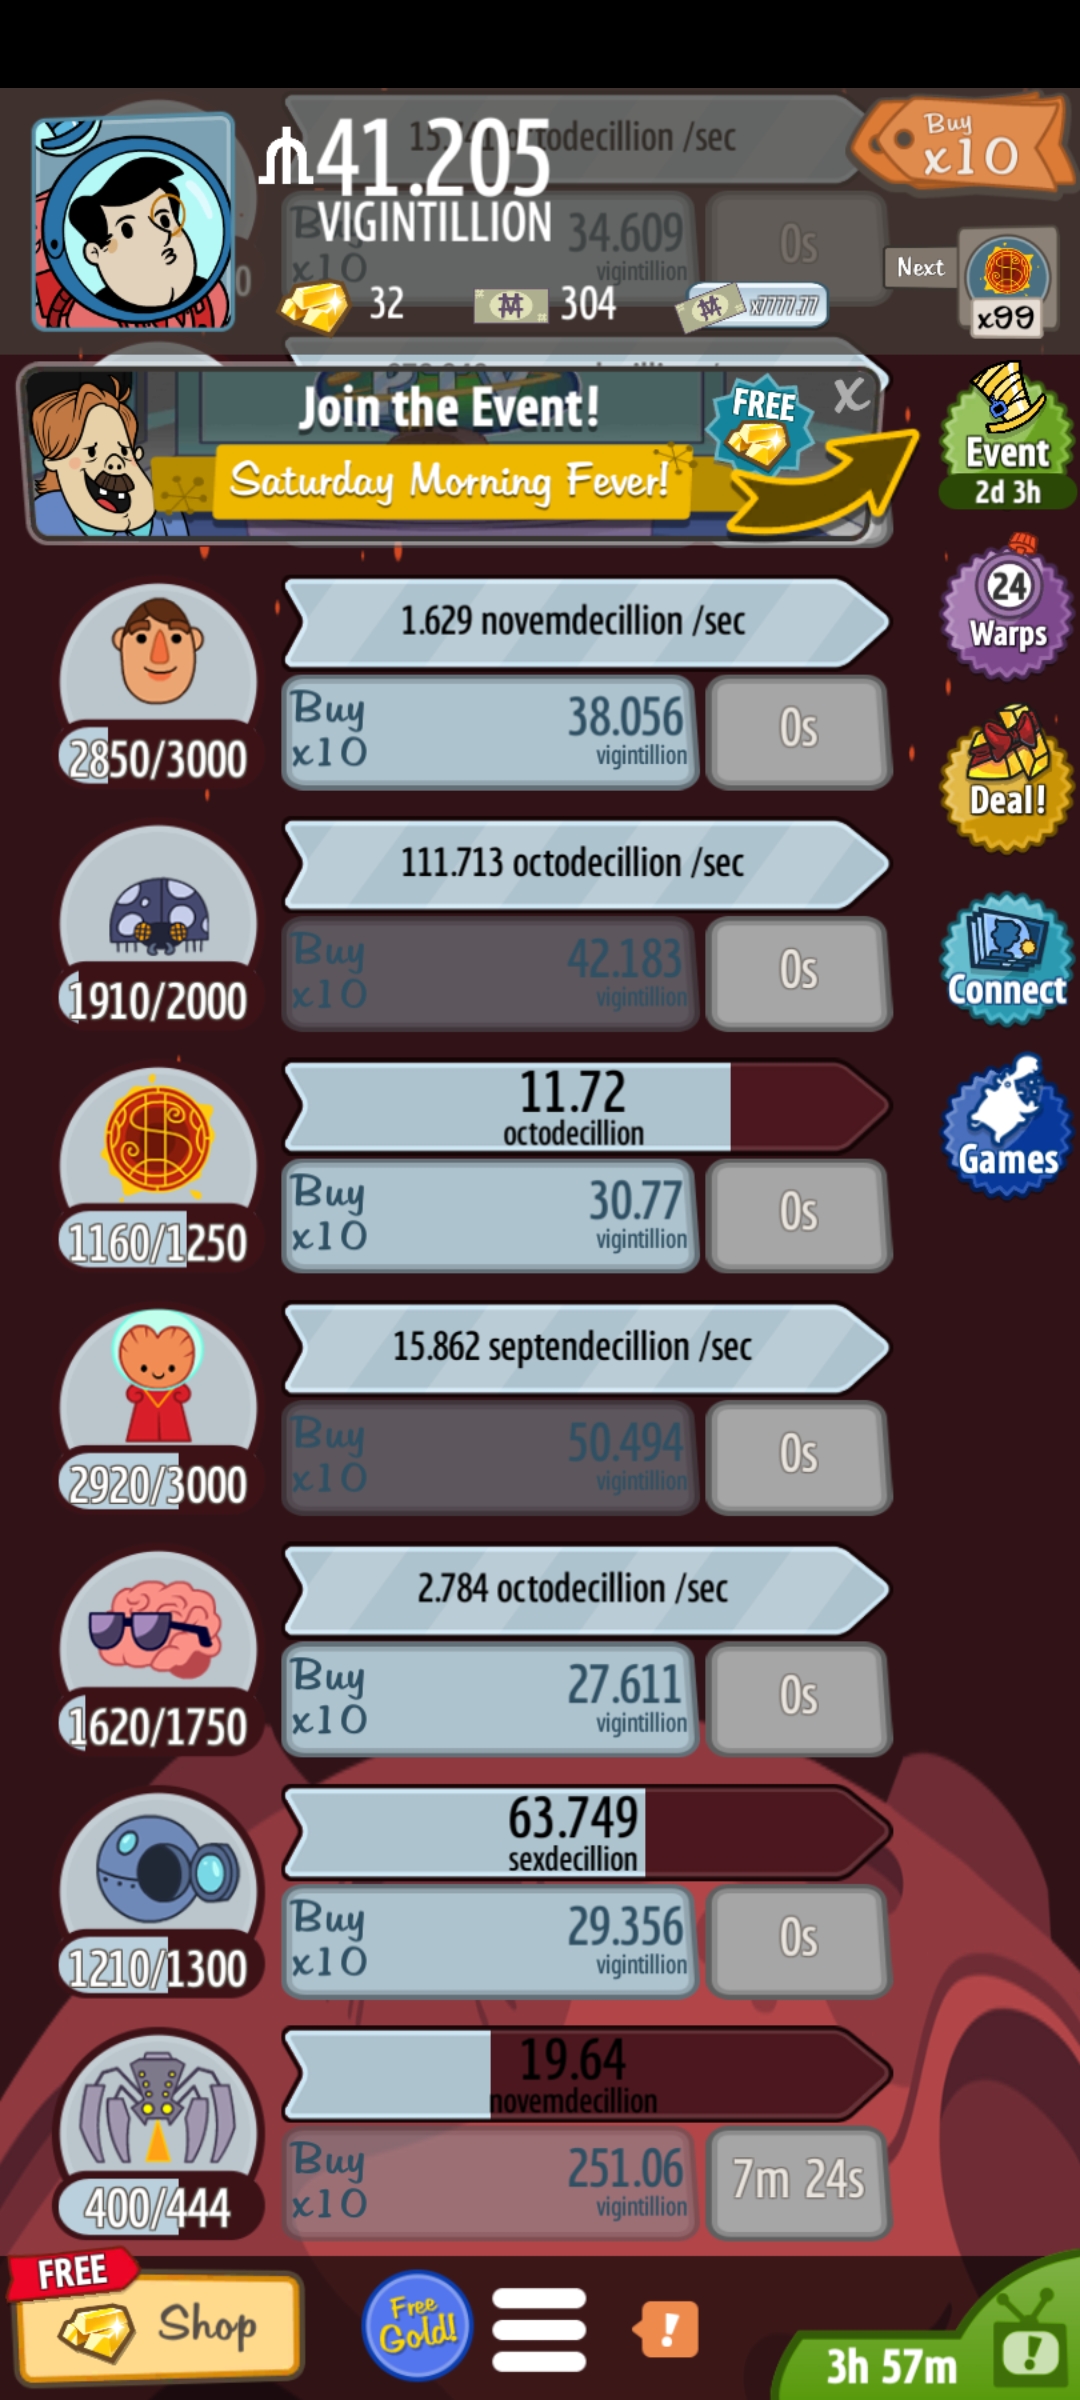 41.205
VIGINTILLION
Buy
x10
32
304
x7777.77
Next
x99
octodecillion /sec
Buy
x10
34.609
vigintillion
0s
Join the Event!
Saturday Morning Fever!
FREE
X
Event
2d 3h
1.629 novemdecillion /sec
Buy
x10
38.056
vigintillion
0s
2850/3000
24
Warps
Deal!
111.713 octodecillion /sec
Buy
x10
42.183
vigintillion
0s
1910/2000
Connect
11.72
octodecillion
Buy
x10
30.77
vigintillion
0s
1160/1250
Games
15.862 septendecillion /sec
Buy
x10
50.494
vigintillion
0s
2920/3000
2.784 octodecillion /sec
Buy
x10
27.611
vigintillion
0s
1620/1750
63.749
sexdecillion
Buy
x10
29.356
vigintillion
0s
1210/1300
19.64
novemdecillion
Buy
x10
251.06
vigintillion
7m 24s
400/444
FREE
Shop
Free
Gold!
!
3h 57m
!